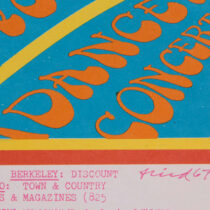 DANCE
CONCERT
BERKELEY: DISCOUNT
O: TOWN & COUNTRY
S & MAGAZINES (825